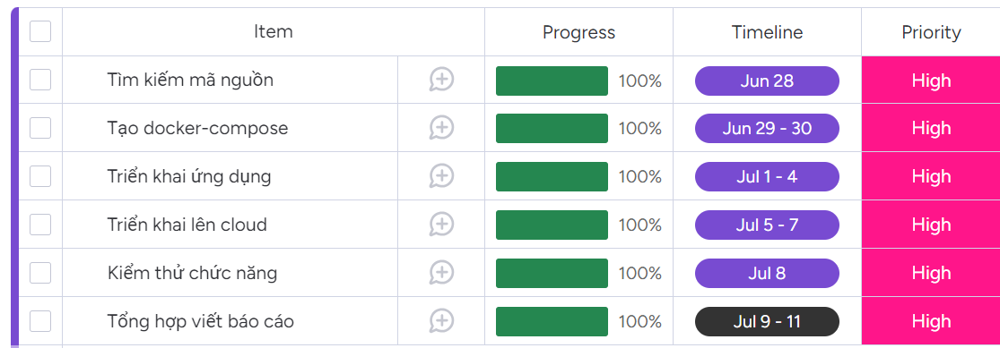 Item Progress Timeline Priority
Tìm kiếm mã nguồn 100% Jun 28 High
Tạo docker-compose 100% Jun 29 - 30 High
Triển khai ứng dụng 100% Jul 1 - 4 High
Triển khai lên cloud 100% Jul 5 - 7 High
Kiểm thử chức năng 100% Jul 8 High
Tổng hợp viết báo cáo 100% Jul 9 - 11 High